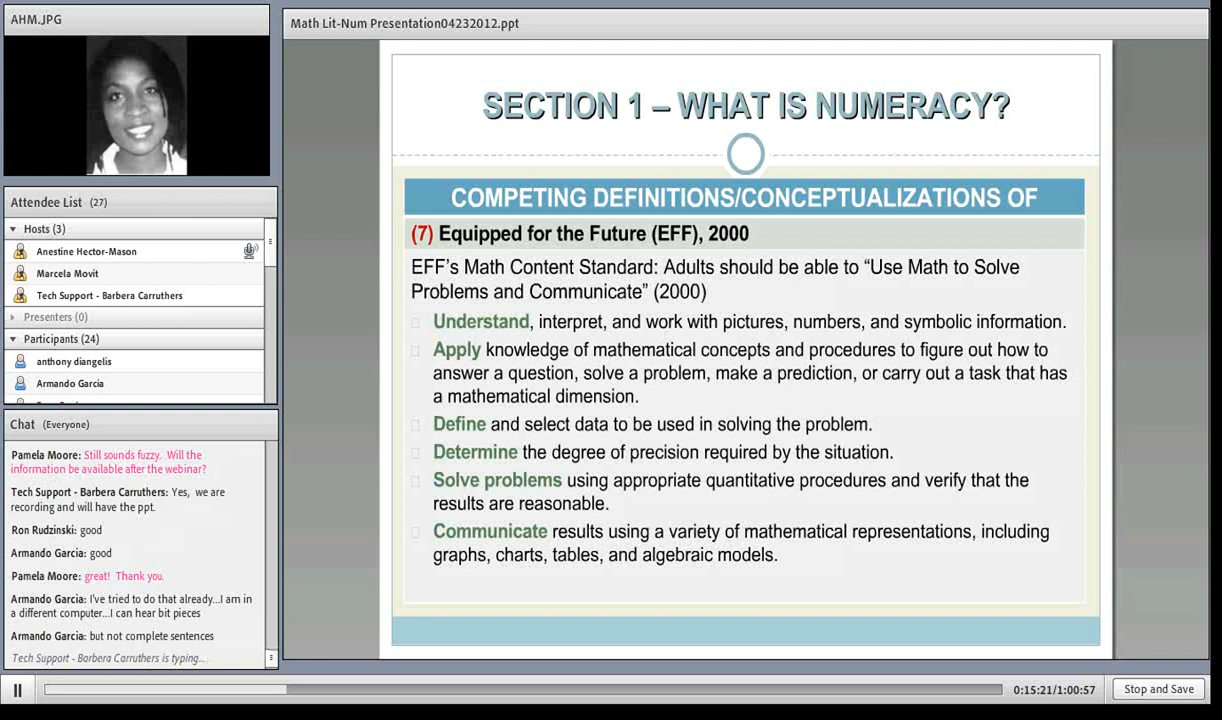 AHM.JPG
Attendee List (27)
Hosts (3)
Anestine Hector-Mason
Marcela Movit
Tech Support - Barbera Carruthers
Presenters (0)
Participants (24)
anthony diangelis
Armando Garcia
Chat (Everyone)
Pamela Moore: Still sounds fuzzy. Will the
information be available after the webinar?
Tech Support - Barbera Carruthers: Yes, we are
recording and will have the ppt.
Ron Rudzinski: good
Armando Garcia: good
Pamela Moore: great! Thank you.
Armando Garcia: I've tried to do that already...I am in
a different computer...I can hear bit pieces
Armando Garcia: but not complete sentences
Tech Support - Barbera Carruthers is typing...
Math Lit-Num Presentation04232012.ppt
SECTION 1 – WHAT IS NUMERACY?
COMPETING DEFINITIONS/CONCEPTUALIZATIONS OF
(7) Equipped for the Future (EFF), 2000
EFF's Math Content Standard: Adults should be able to “Use Math to Solve
Problems and Communicate” (2000)
Understand, interpret, and work with pictures, numbers, and symbolic information.
Apply knowledge of mathematical concepts and procedures to figure out how to
answer a question, solve a problem, make a prediction, or carry out a task that has
a mathematical dimension.
Define and select data to be used in solving the problem.
Determine the degree of precision required by the situation.
Solve problems using appropriate quantitative procedures and verify that the
results are reasonable.
Communicate results using a variety of mathematical representations, including
graphs, charts, tables, and algebraic models.
0:15:21/1:00:57
Stop and Save